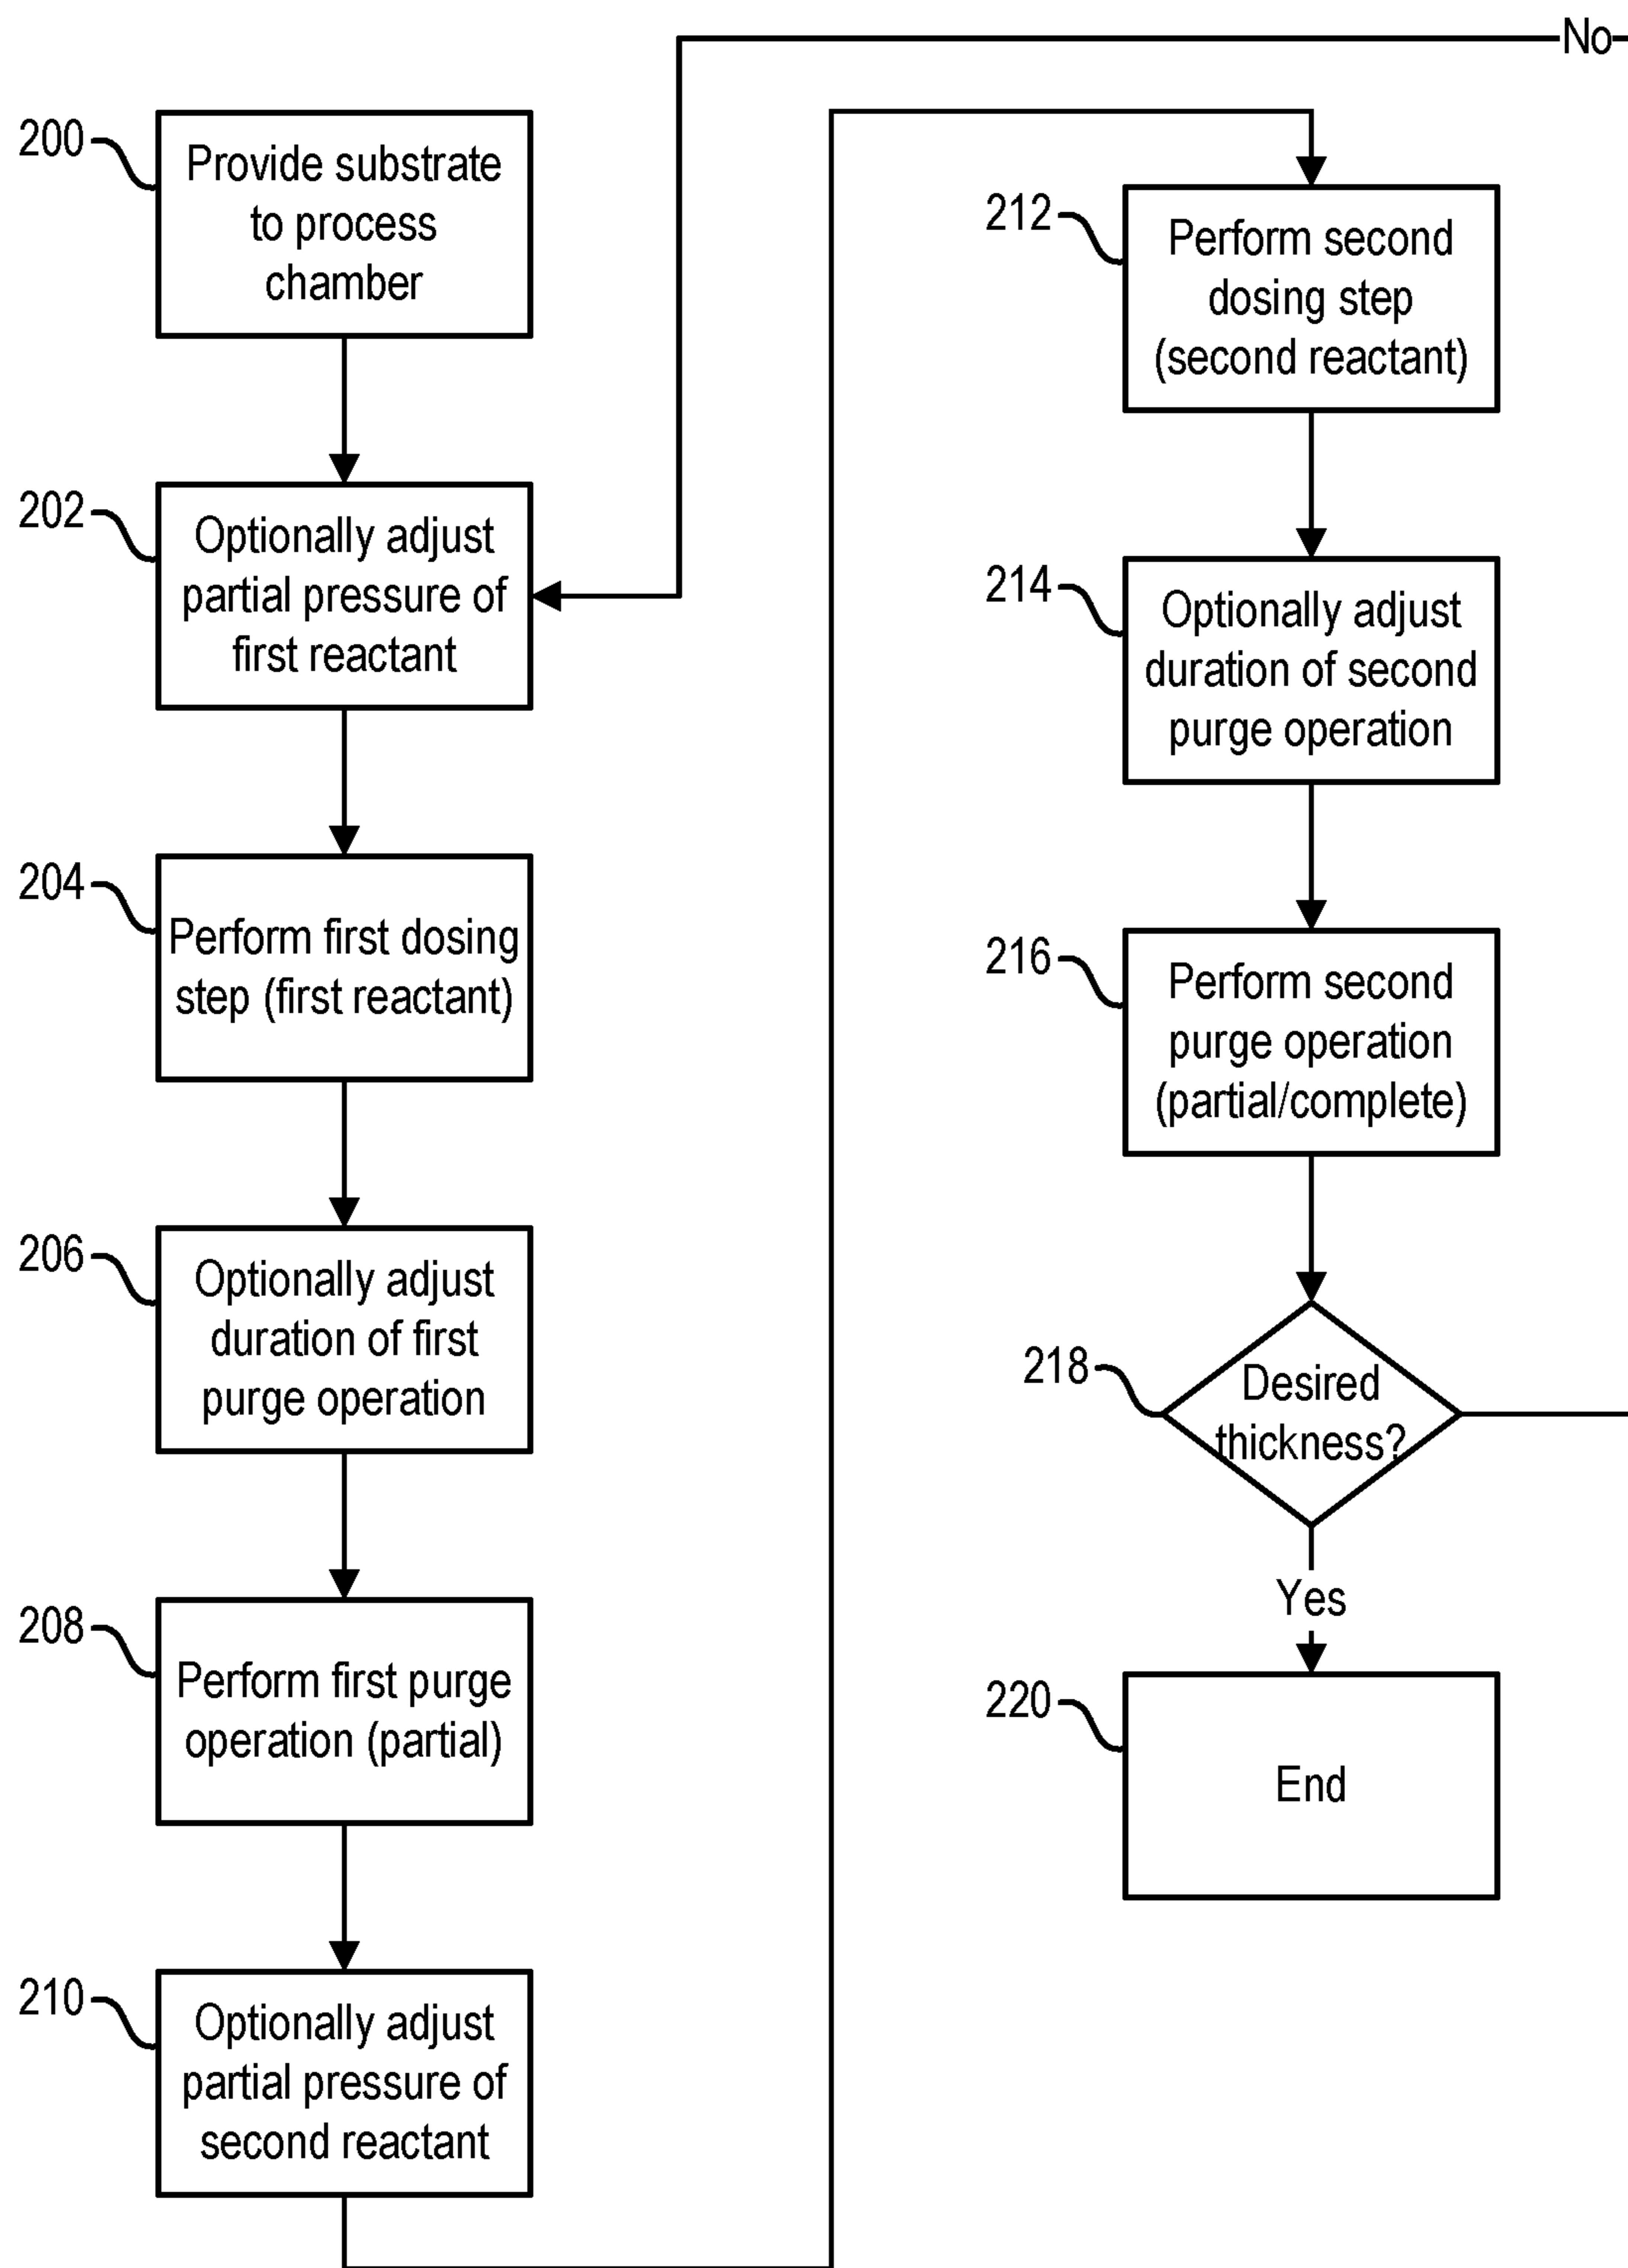 No
200
Provide substrate
to process
chamber
202
Optionally adjust
partial pressure of
first reactant
204
Perform first dosing
step (first reactant)
206
Optionally adjust
duration of first
purge operation
208
Perform first purge
operation (partial)
210
Optionally adjust
partial pressure of
second reactant
212
Perform second
dosing step
(second reactant)
214
Optionally adjust
duration of second
purge operation
216
Perform second
purge operation
(partial/complete)
218
Desired
thickness?
Yes
220
End